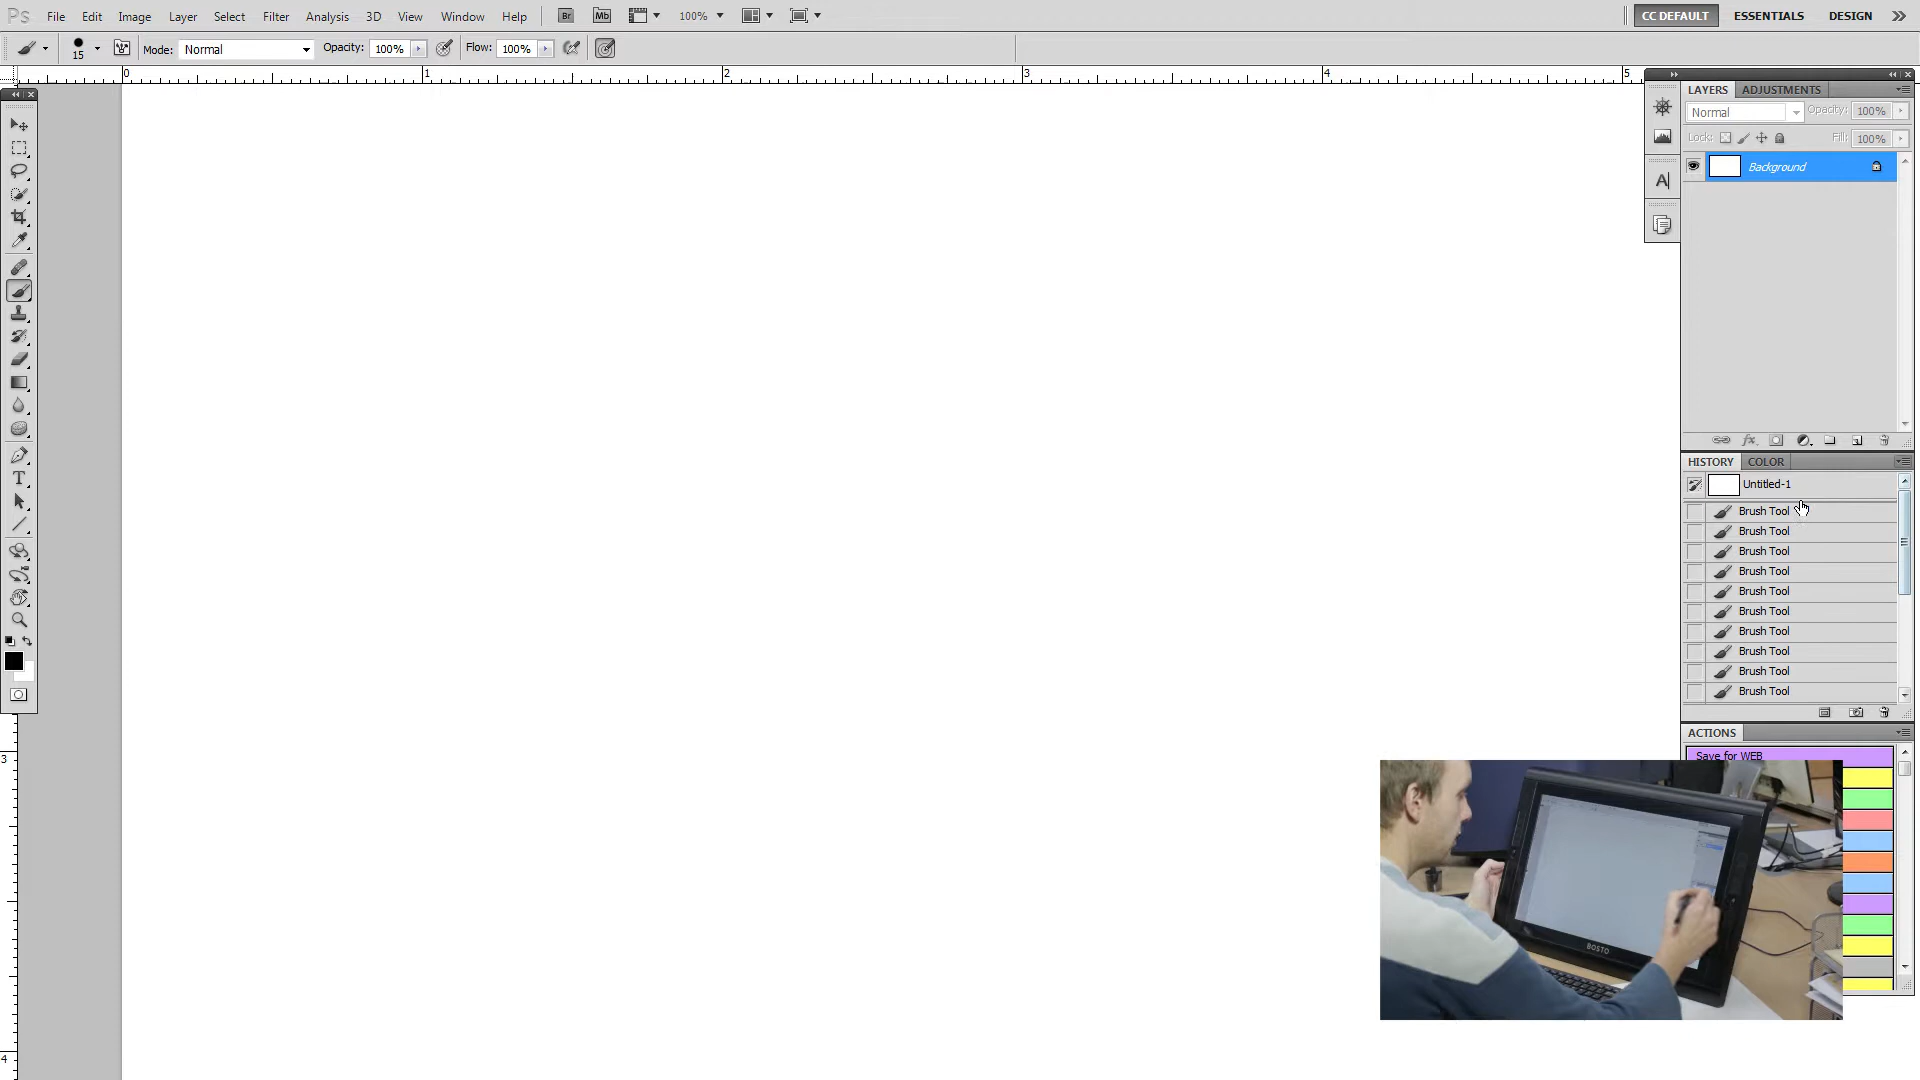 Ps File Edit Image Layer Select Filter Analysis 3D View Window Help Br Mb 100% CC DEFAULT ESSENTIALS DESIGN
15 Mode: Normal Opacity: 100% Flow: 100%
0 1 2 3 4 5
LAYERS ADJUSTMENTS
Normal Opacity: 100%
Lock: Fill: 100%
Background
HISTORY COLOR
Untitled-1
Brush Tool
Brush Tool
Brush Tool
Brush Tool
Brush Tool
Brush Tool
Brush Tool
Brush Tool
Brush Tool
Brush Tool
ACTIONS
Save for WEB
3
BOSTO
4